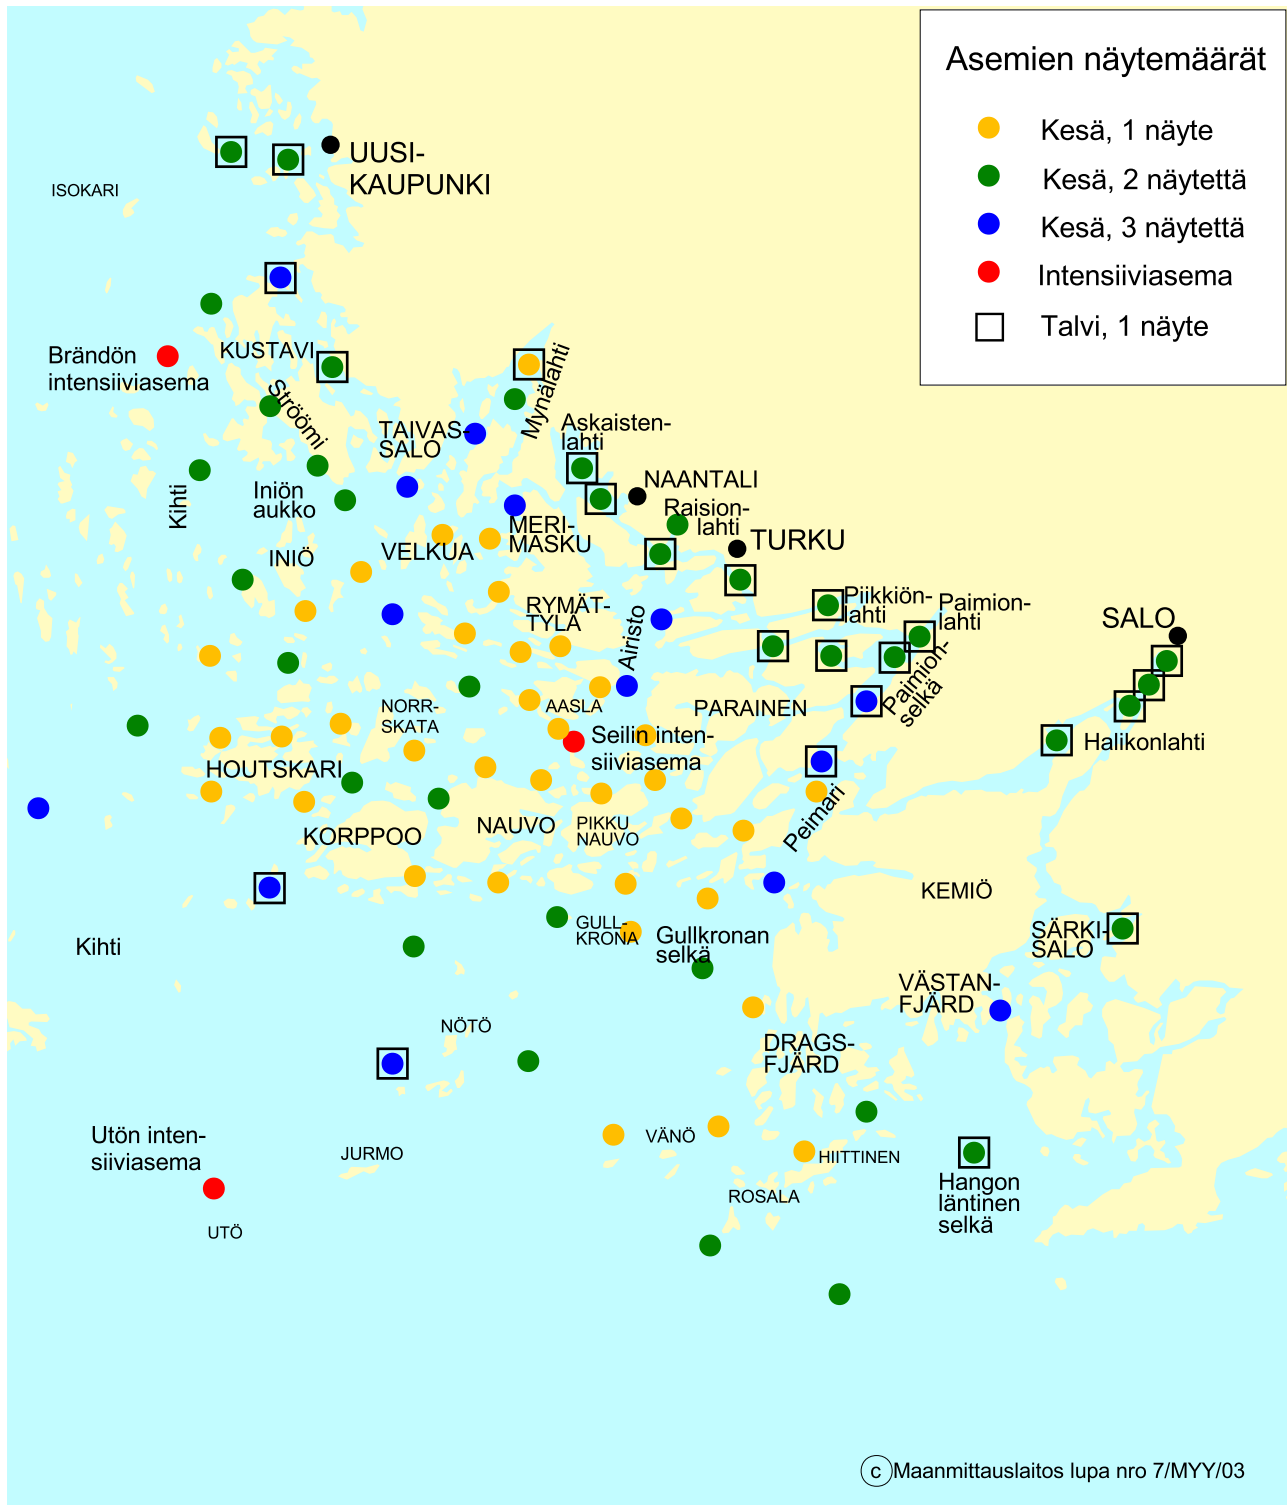 Asemien näytemäärät
Kesä, 1 näyte
Kesä, 2 näytettä
Kesä, 3 näytettä
Intensiiviasema
Talvi, 1 näyte
UUSI-
KAUPUNKI
ISOKARI
Brändön
intensiiviasema
KUSTAVI
Ströömi
Mynälahti
TAIVAS-
SALO
Askaisten-
lahti
NAANTALI
Kihti
Iniön
aukko
Raision-
lahti
MERI-
MASKU
TURKU
VELKUA
INIÖ
RYMÄT-
TYLÄ
Airisto
Piikkiön-
lahti
Paimion-
lahti
SALO
Paimion-
selkä
NORR-
SKATA
AASLA
PARAINEN
Seilin inten-
siiviasema
Halikonlahti
HOUTSKARI
KORPPOO
NAUVO
PIKKU
NAUVO
Peimari
KEMIÖ
GULL-
KRONA
Gullkronan
selkä
SÄRKI-
SALO
Kihti
VÄSTAN-
FJÄRD
NÖTÖ
DRAGS-
FJÄRD
Utön inten-
siiviasema
JURMO
VÄNÖ
HIITTINEN
ROSALA
Hangon
läntinen
selkä
UTÖ
c Maanmittauslaitos lupa nro 7/MYY/03